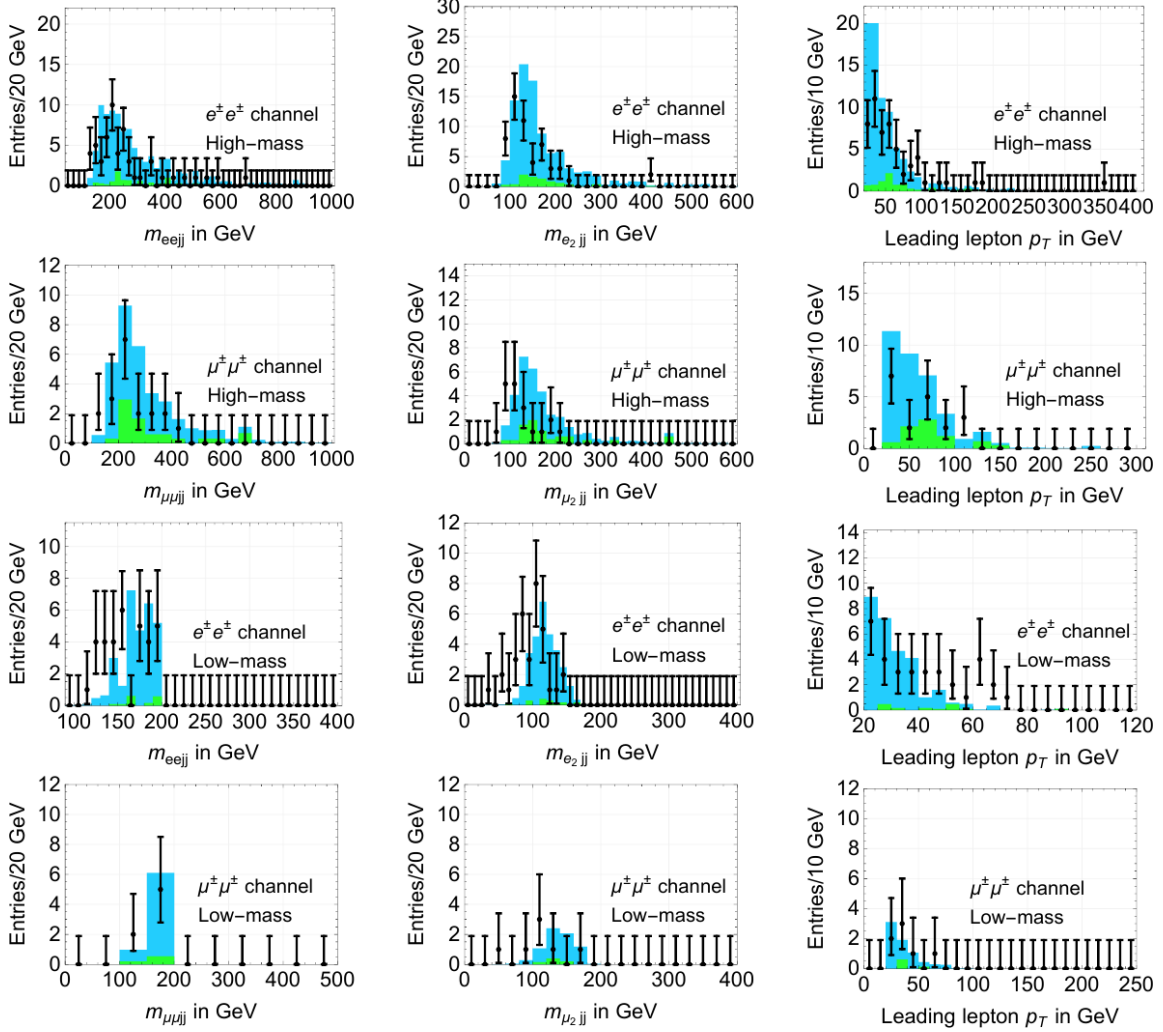 Entries/20 GeV
20
15
10
5
0
e±e± channel
High−mass
200 400 600 800 1000
m_eejj in GeV
Entries/20 GeV
30
25
20
15
10
5
0
e±e± channel
High−mass
0 100 200 300 400 500 600
m_e₂ jj in GeV
Entries/10 GeV
20
15
10
5
0
e±e± channel
High−mass
50 100 150 200 250 300 350 400
Leading lepton p_T in GeV
Entries/20 GeV
12
10
8
6
4
2
0
μ±μ± channel
High−mass
0 200 400 600 800 1000
m_μμjj in GeV
Entries/20 GeV
14
12
10
8
6
4
2
0
μ±μ± channel
High−mass
0 100 200 300 400 500 600
m_μ₂ jj in GeV
Entries/10 GeV
15
10
5
0
μ±μ± channel
High−mass
0 50 100 150 200 250 300
Leading lepton p_T in GeV
Entries/20 GeV
10
8
6
4
2
0
e±e± channel
Low−mass
100 150 200 250 300 350 400
m_eejj in GeV
Entries/20 GeV
12
10
8
6
4
2
0
e±e± channel
Low−mass
0 100 200 300 400
m_e₂ jj in GeV
Entries/10 GeV
14
12
10
8
6
4
2
0
e±e± channel
Low−mass
20 40 60 80 100 120
Leading lepton p_T in GeV
Entries/20 GeV
12
10
8
6
4
2
0
μ±μ± channel
Low−mass
0 100 200 300 400 500
m_μμjj in GeV
Entries/20 GeV
12
10
8
6
4
2
0
μ±μ± channel
Low−mass
0 100 200 300 400
m_μ₂ jj in GeV
Entries/10 GeV
12
10
8
6
4
2
0
μ±μ± channel
Low−mass
0 50 100 150 200 250
Leading lepton p_T in GeV